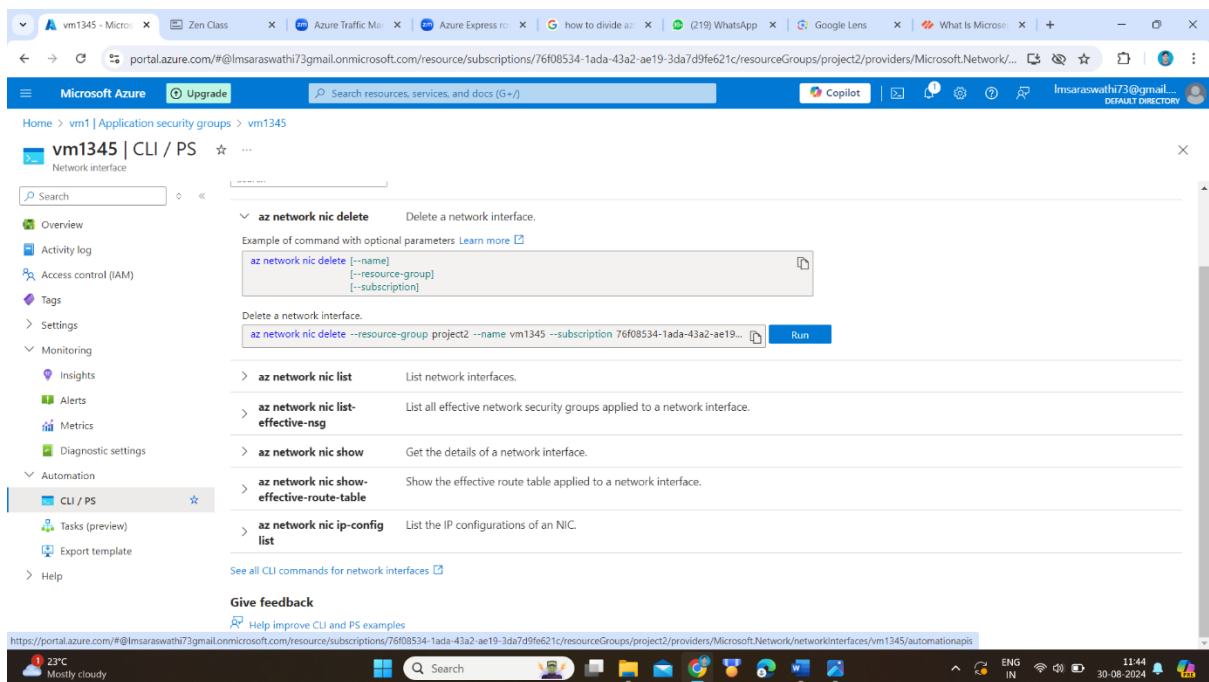 vm1345 - Micros
Zen Class
Azure Traffic Ma
Azure Express ro
how to divide az
(219) WhatsApp
Google Lens
What Is Microse
portal.azure.com/#@lmsaraswathi73gmail.onmicrosoft.com/resource/subscriptions/76f08534-1ada-43a2-ae19-3da7d9fe621c/resourceGroups/project2/providers/Microsoft.Network/...
Microsoft Azure
Upgrade
Search resources, services, and docs (G+/)
Copilot
1
lmsaraswathi73@gmail....
DEFAULT DIRECTORY
Home > vm1 | Application security groups > vm1345
vm1345 | CLI / PS
Network interface
Search
Overview
Activity log
Access control (IAM)
Tags
Settings
Monitoring
Insights
Alerts
Metrics
Diagnostic settings
Automation
CLI / PS
Tasks (preview)
Export template
Help
az network nic delete Delete a network interface.
Example of command with optional parameters Learn more
az network nic delete [--name]
[--resource-group]
[--subscription]
Delete a network interface.
az network nic delete --resource-group project2 --name vm1345 --subscription 76f08534-1ada-43a2-ae19...
Run
az network nic list List network interfaces.
az network nic list- List all effective network security groups applied to a network interface.
effective-nsg
az network nic show Get the details of a network interface.
az network nic show- Show the effective route table applied to a network interface.
effective-route-table
az network nic ip-config List the IP configurations of an NIC.
list
See all CLI commands for network interfaces
Give feedback
Help improve CLI and PS examples
https://portal.azure.com/#@lmsaraswathi73gmail.onmicrosoft.com/resource/subscriptions/76f08534-1ada-43a2-ae19-3da7d9fe621c/resourceGroups/project2/providers/Microsoft.Network/networkInterfaces/vm1345/automationapis
1
23°C
Mostly cloudy
Search
ENG
IN
11:44
30-08-2024